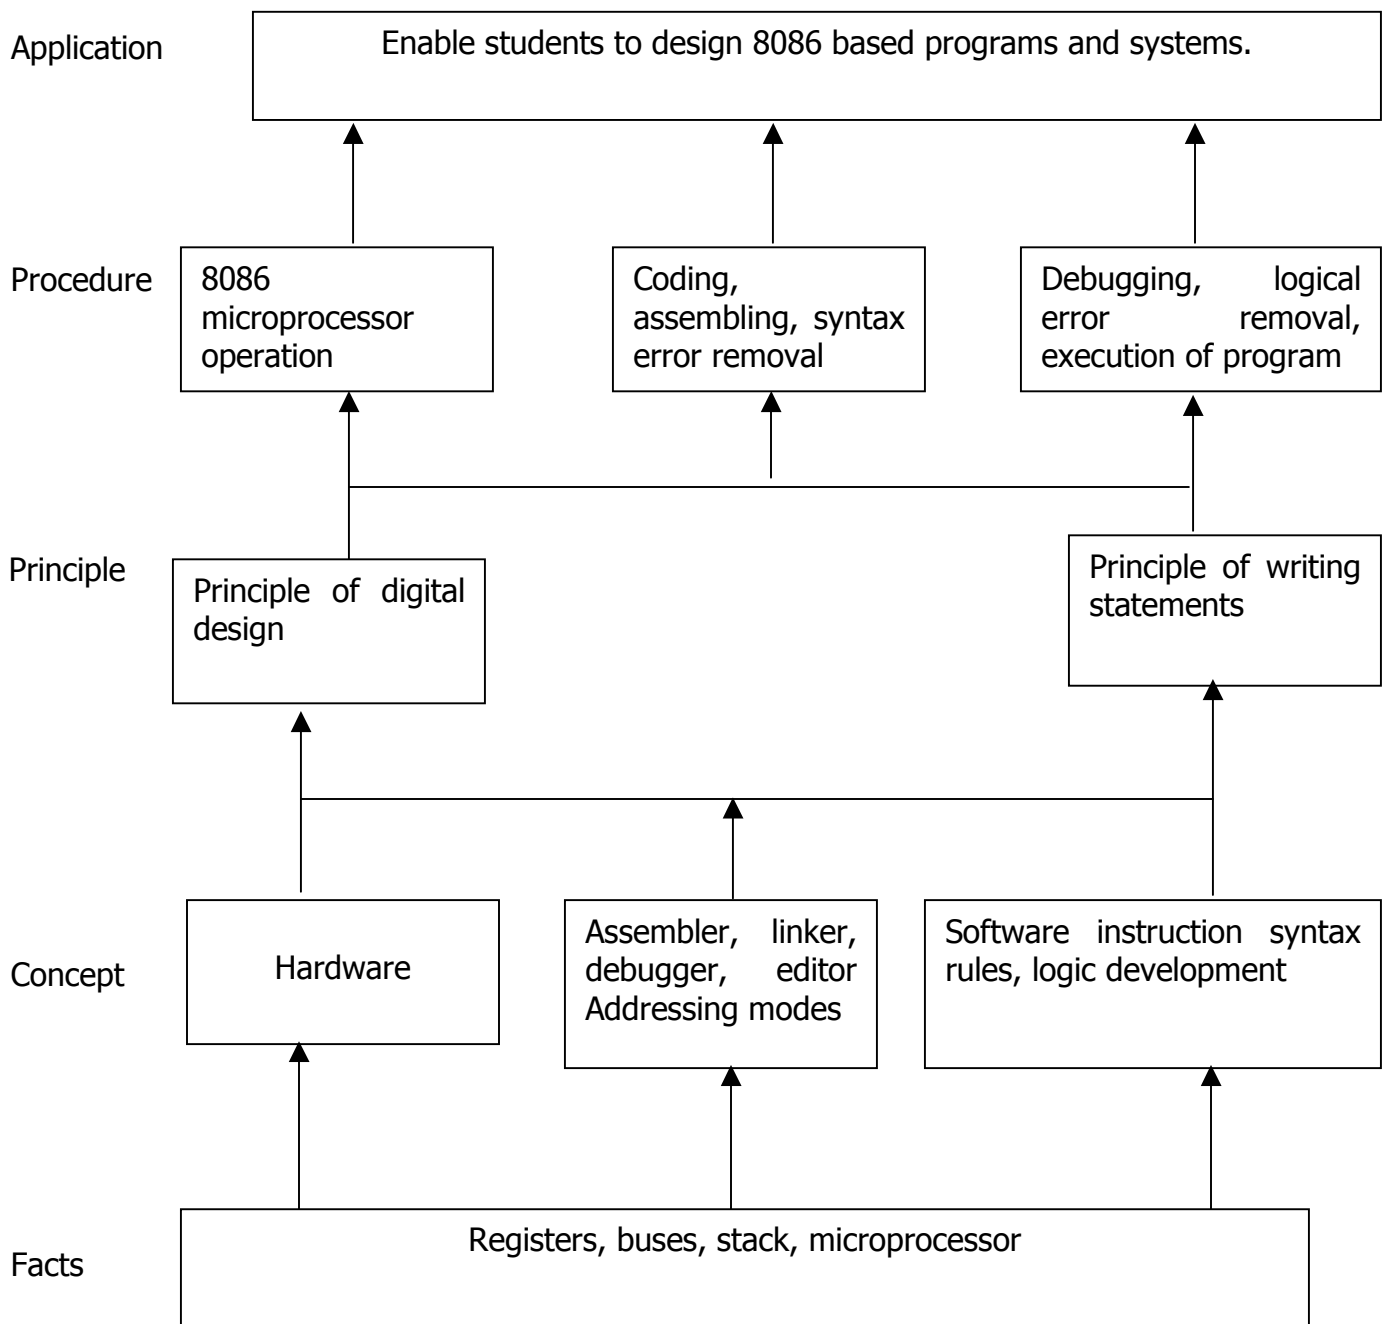 Application
Enable students to design 8086 based programs and systems.
Procedure
8086
microprocessor
operation
Coding,
assembling, syntax
error removal
Debugging, logical
error removal,
execution of program
Principle
Principle of digital
design
Principle of writing
statements
Concept
Hardware
Assembler, linker,
debugger, editor
Addressing modes
Software instruction syntax
rules, logic development
Facts
Registers, buses, stack, microprocessor